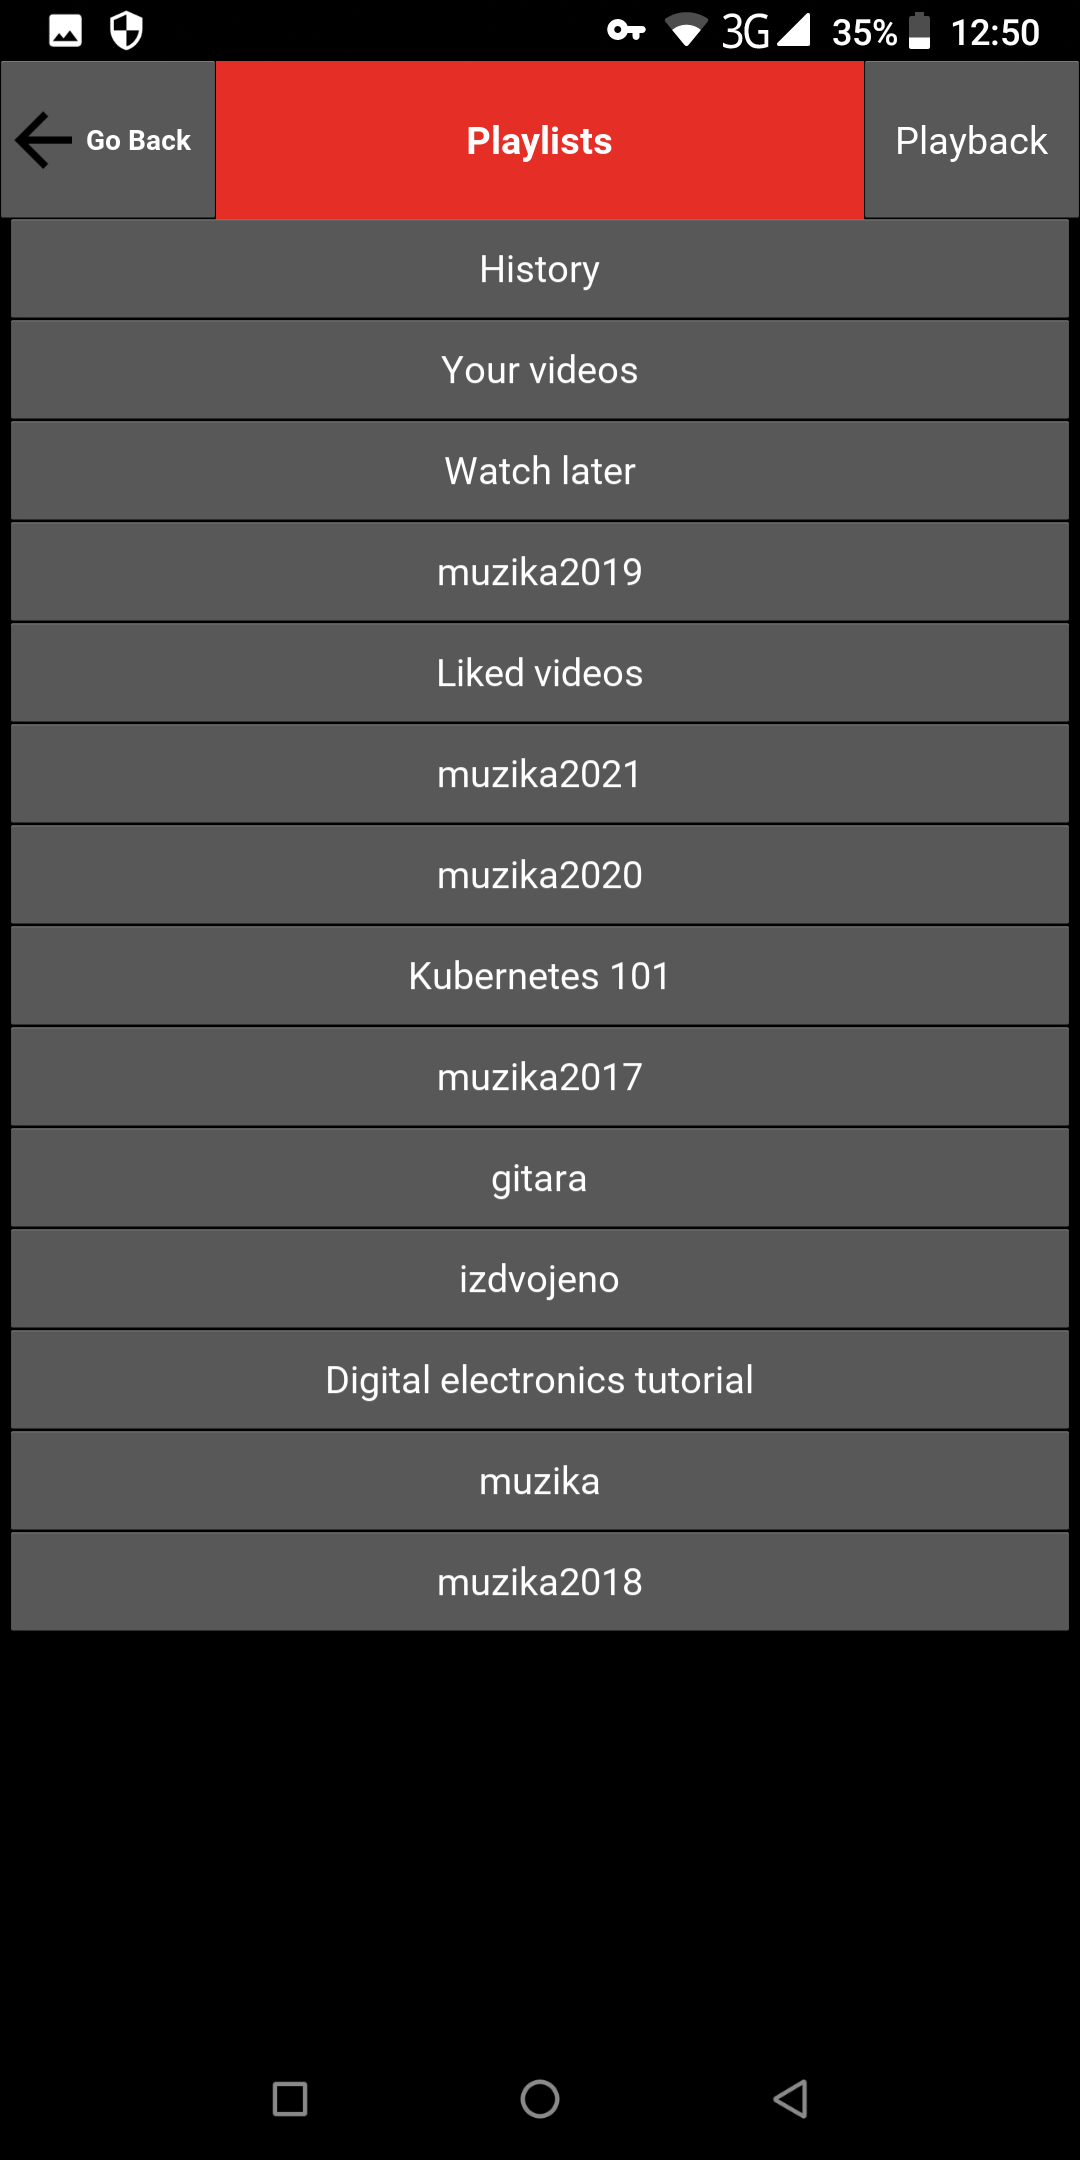 3G 35% 12:50
Go Back Playlists Playback
History
Your videos
Watch later
muzika2019
Liked videos
muzika2021
muzika2020
Kubernetes 101
muzika2017
gitara
izdvojeno
Digital electronics tutorial
muzika
muzika2018